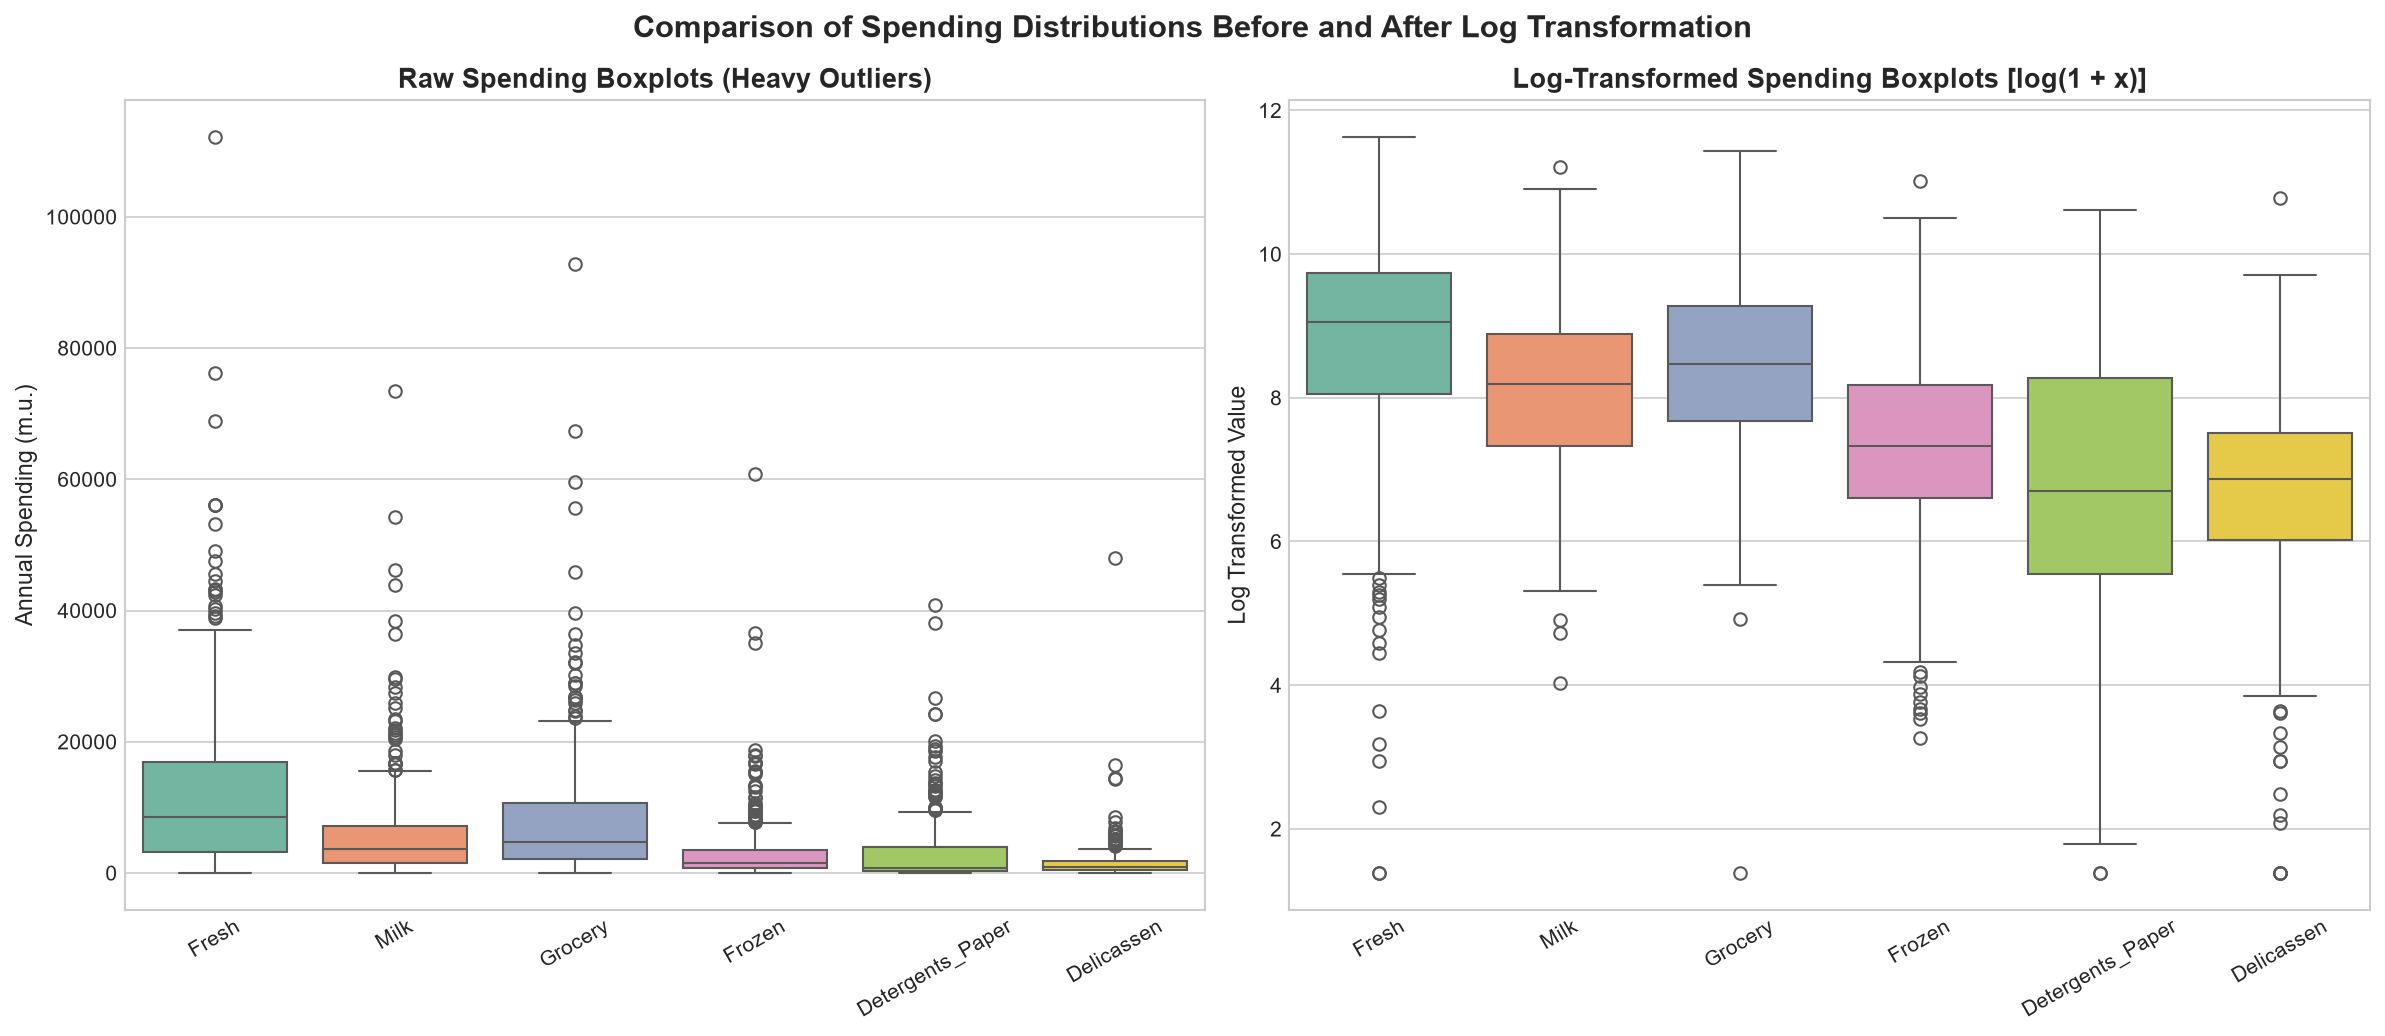 Comparison of Spending Distributions Before and After Log Transformation
Raw Spending Boxplots (Heavy Outliers)
Annual Spending (m.u.)
100000
80000
60000
40000
20000
0
Fresh
Milk
Grocery
Frozen
Detergents_Paper
Delicassen
Log-Transformed Spending Boxplots [log(1 + x)]
Log Transformed Value
12
10
8
6
4
2
Fresh
Milk
Grocery
Frozen
Detergents_Paper
Delicassen